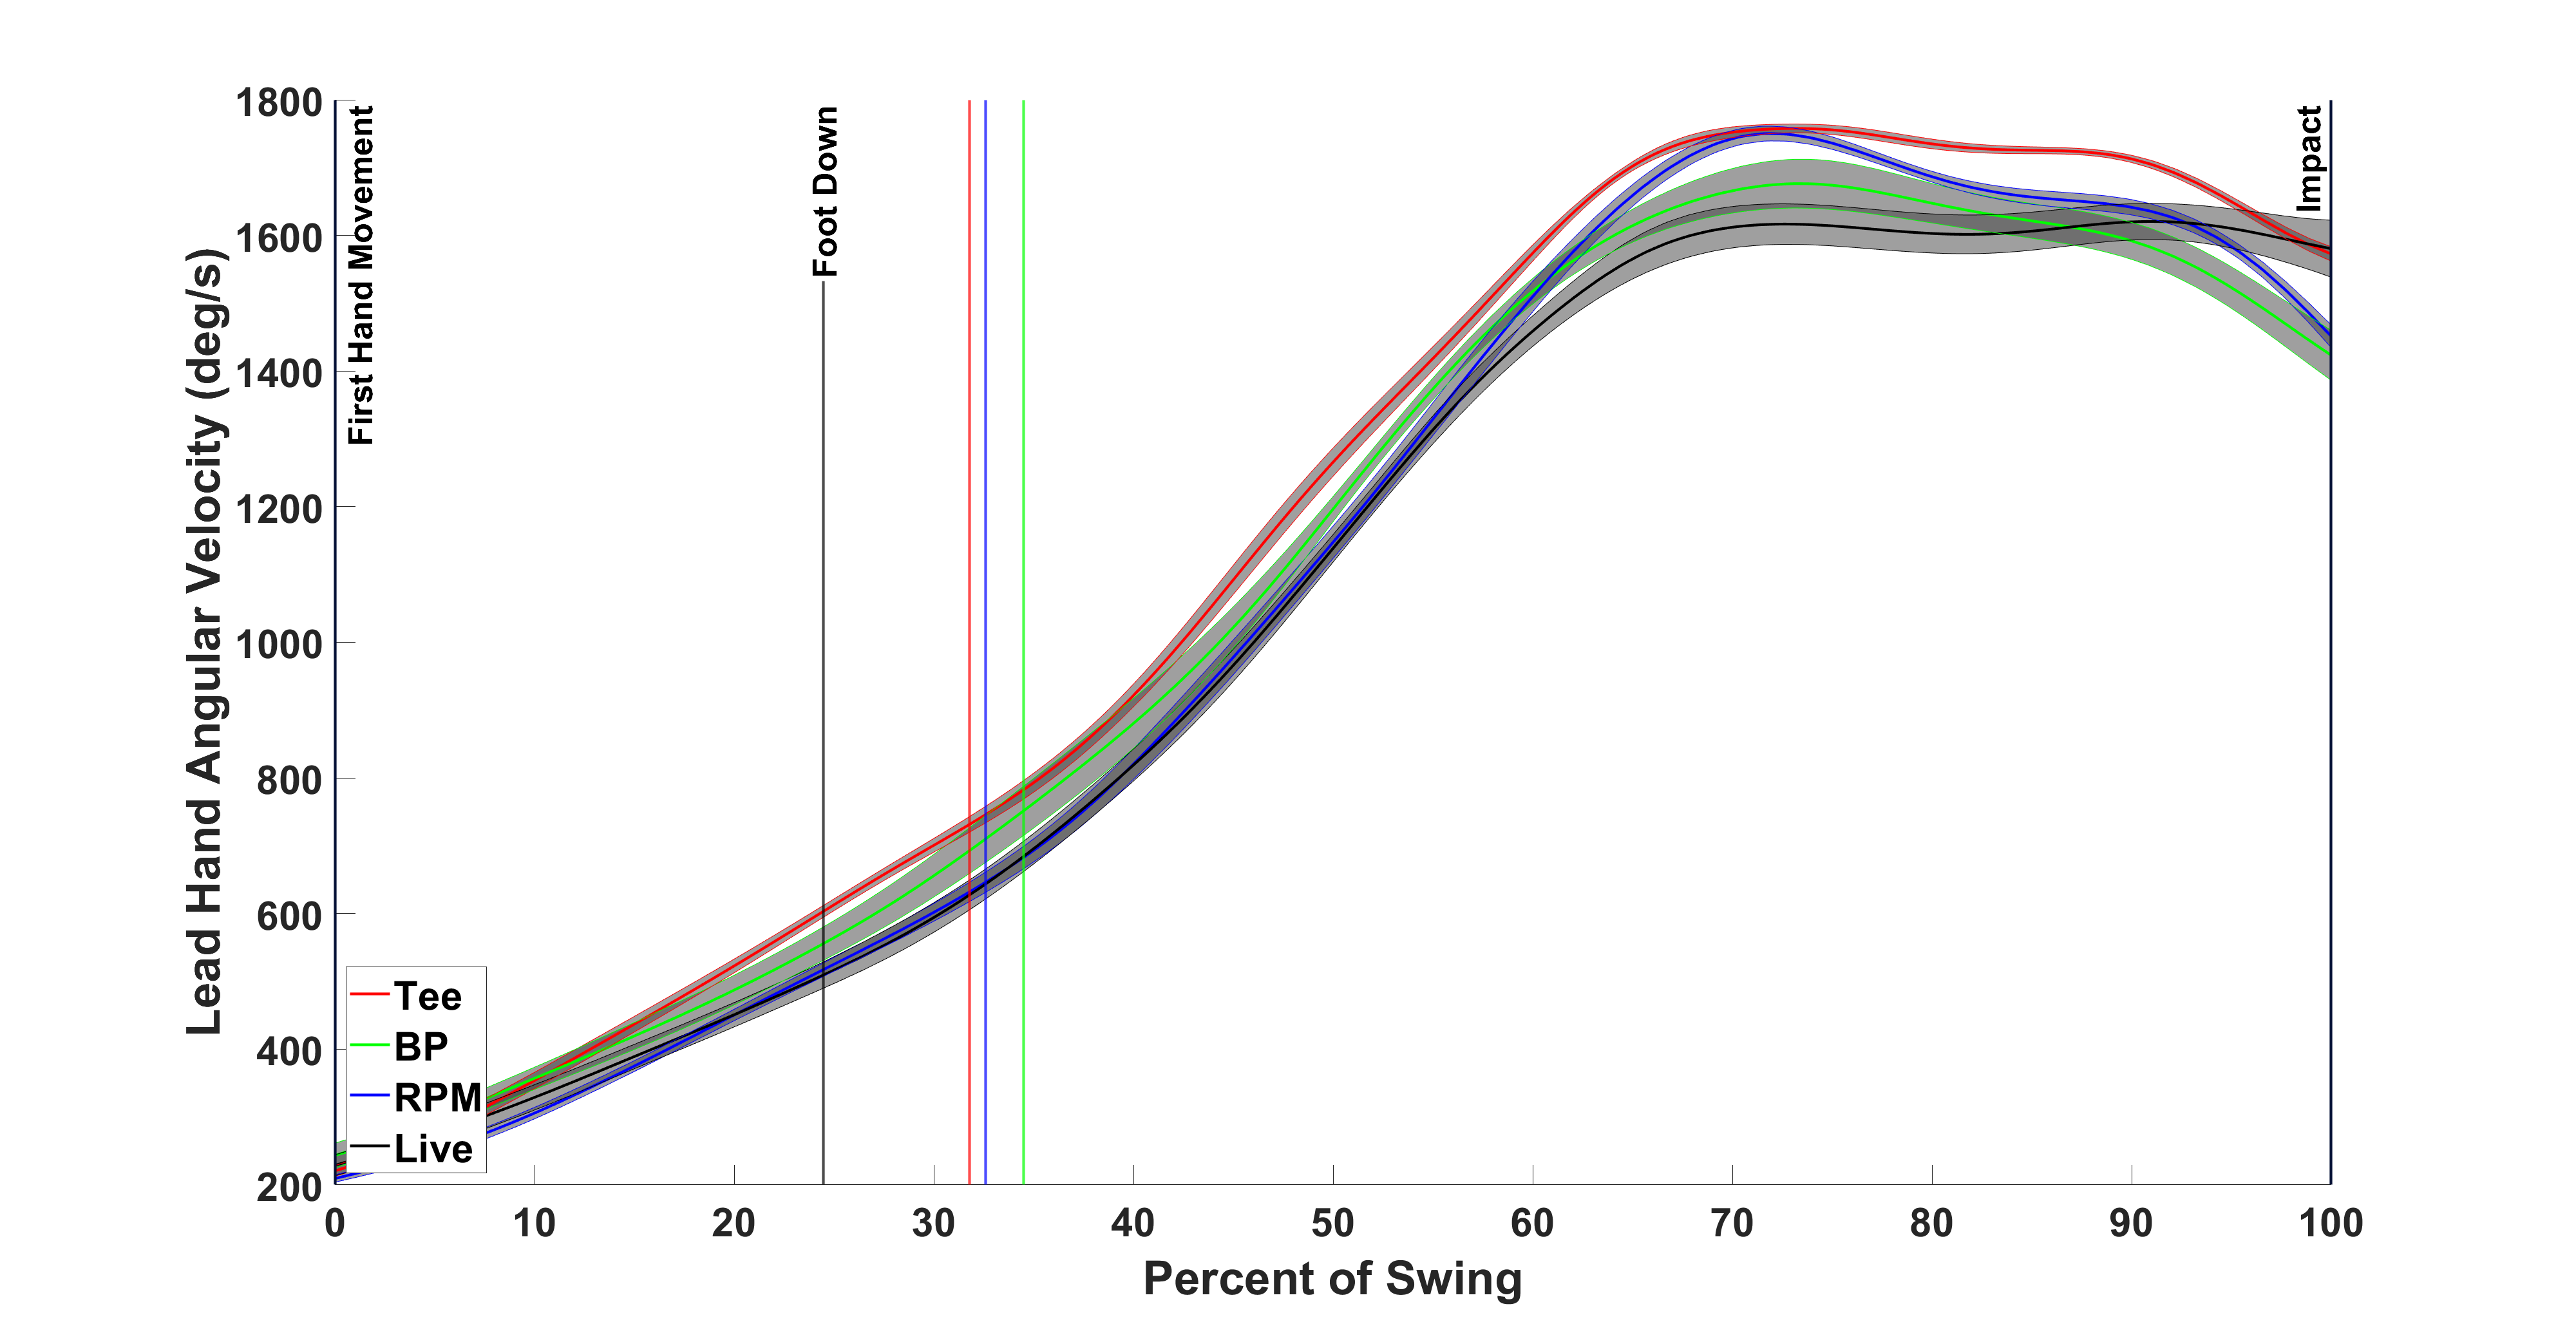 Lead Hand Angular Velocity (deg/s)
1800
1600
1400
1200
1000
800
600
400
200
First Hand Movement
Foot Down
Impact
Tee
BP
RPM
Live
0 10 20 30 40 50 60 70 80 90 100
Percent of Swing